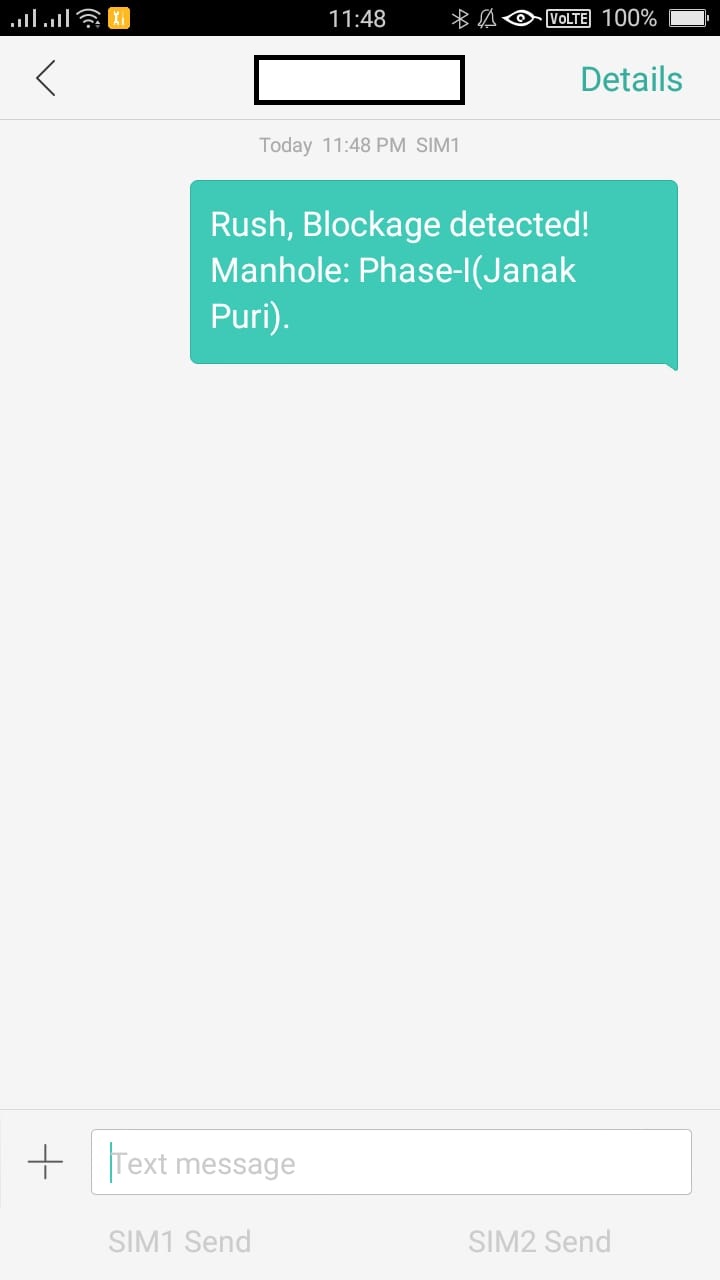 11:48
VoLTE
100%
Details
Today 11:48 PM SIM1
Rush, Blockage detected!
Manhole: Phase-I(Janak
Puri).
Text message
SIM1 Send
SIM2 Send